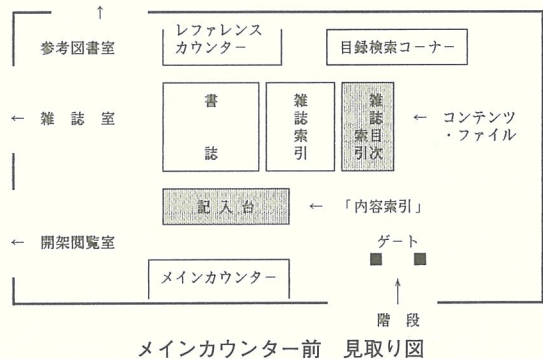 ↑
参考図書室
レファレンス
カウンター
目録検索コーナー
← 雑誌室
書誌
雑誌索引
雑誌目次
索引
← コンテンツ
・ファイル
記入台
← 「内容索引」
← 開架閲覧室
ゲート
メインカウンター
↑
階段
メインカウンター前 見取り図